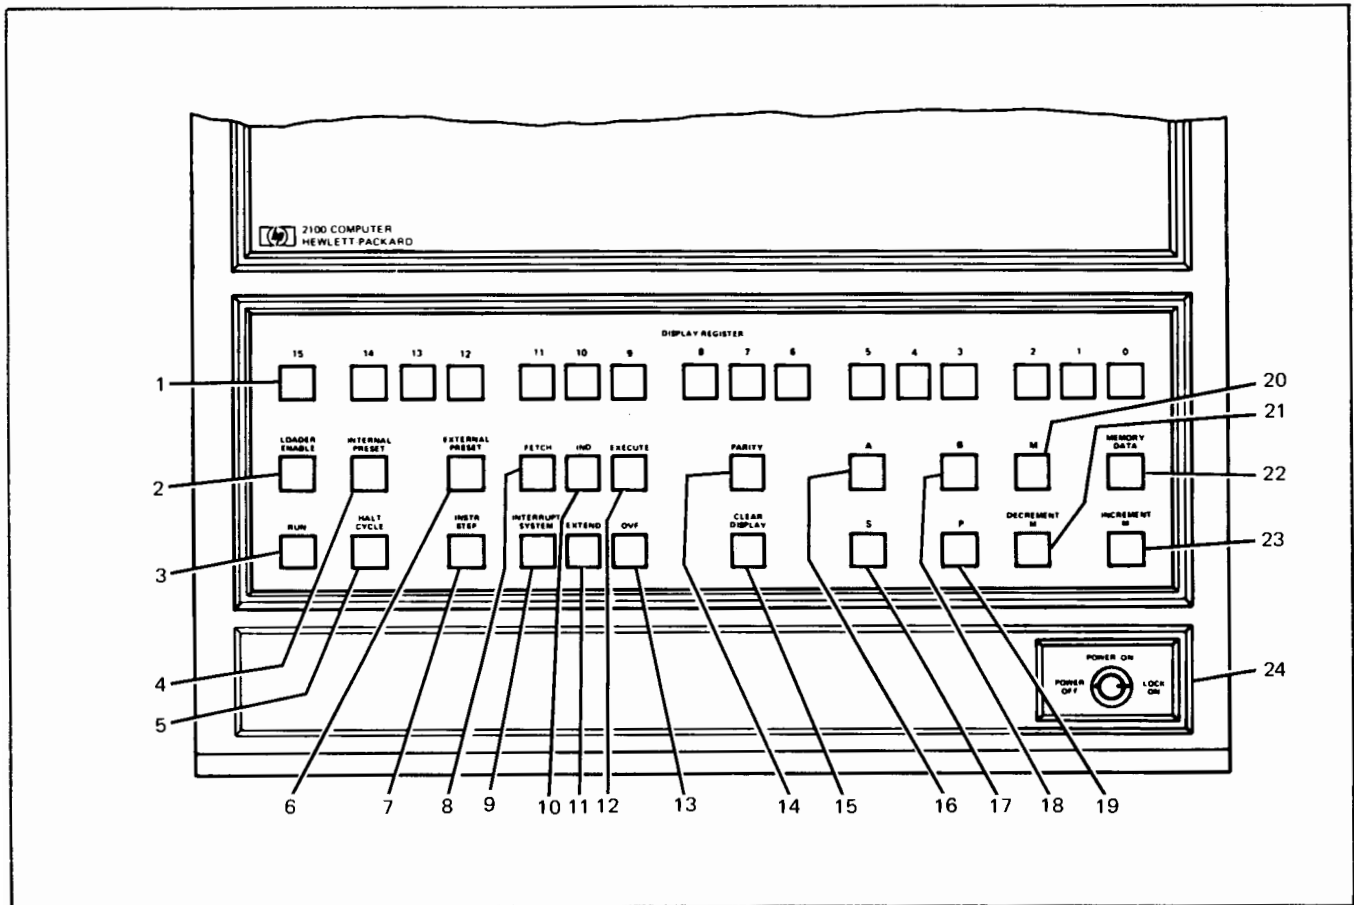 hp 2100 COMPUTER
HEWLETT·PACKARD
DISPLAY REGISTER
15 14 13 12 11 10 9 8 7 6 5 4 3 2 1 0
1
20
21
LOADER ENABLE
INTERNAL PRESET
EXTERNAL PRESET
FETCH
IND
EXECUTE
PARITY
A
B
M
MEMORY DATA
2
22
RUN
HALT CYCLE
INSTR STEP
INTERRUPT SYSTEM
EXTEND
OVF
CLEAR DISPLAY
S
P
DECREMENT M
INCREMENT M
3
23
POWER ON
POWER OFF
LOCK ON
24
4
5
6 7 8 9 10 11 12 13 14 15 16 17 18 19